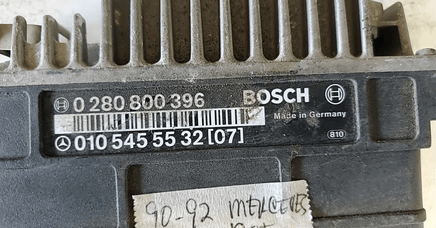 0 280 800 396 BOSCH
Made in Germany
010 545 55 32 [07] 810
90-92 MERCEDES